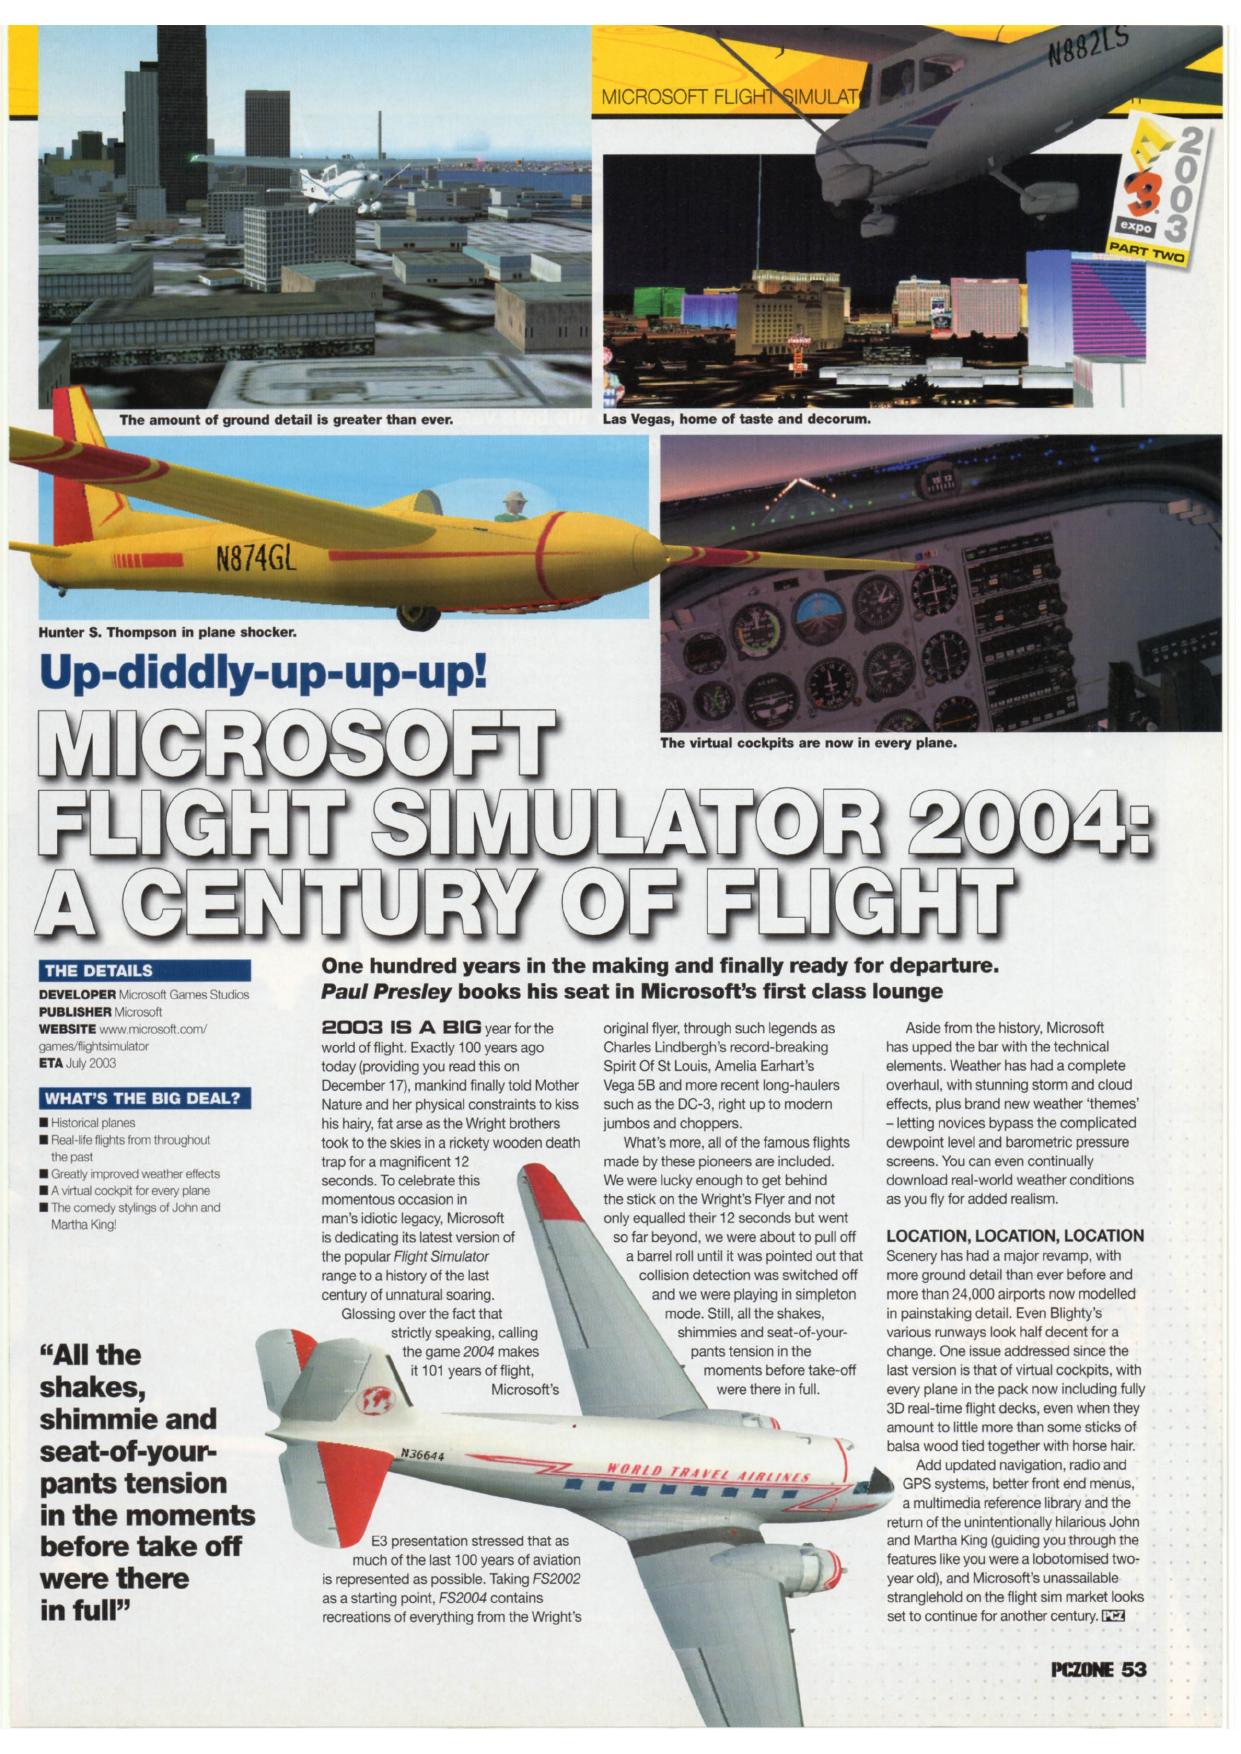 MICROSOFT FLIGHT SIMULAT
N882LS
E3
expo
2003
PART TWO
The amount of ground detail is greater than ever.
Las Vegas, home of taste and decorum.
N874GL
Hunter S. Thompson in plane shocker.
The virtual cockpits are now in every plane.
Up-diddly-up-up-up!
MICROSOFT
FLIGHT SIMULATOR 2004:
A CENTURY OF FLIGHT
THE DETAILS
DEVELOPER Microsoft Games Studios
PUBLISHER Microsoft
WEBSITE www.microsoft.com/
games/flightsimulator
ETA July 2003
WHAT'S THE BIG DEAL?
■ Historical planes
■ Real-life flights from throughout
the past
■ Greatly improved weather effects
■ A virtual cockpit for every plane
■ The comedy stylings of John and
Martha King!
"All the
shakes,
shimmie and
seat-of-your-
pants tension
in the moments
before take off
were there
in full"
One hundred years in the making and finally ready for departure.
Paul Presley books his seat in Microsoft's first class lounge
2003 IS A BIG year for the
world of flight. Exactly 100 years ago
today (providing you read this on
December 17), mankind finally told Mother
Nature and her physical constraints to kiss
his hairy, fat arse as the Wright brothers
took to the skies in a rickety wooden death
trap for a magnificent 12
seconds. To celebrate this
momentous occasion in
man's idiotic legacy, Microsoft
is dedicating its latest version of
the popular Flight Simulator
range to a history of the last
century of unnatural soaring.
Glossing over the fact that
strictly speaking, calling
the game 2004 makes
it 101 years of flight,
Microsoft's
E3 presentation stressed that as
much of the last 100 years of aviation
is represented as possible. Taking FS2002
as a starting point, FS2004 contains
recreations of everything from the Wright's
original flyer, through such legends as
Charles Lindbergh's record-breaking
Spirit Of St Louis, Amelia Earhart's
Vega 5B and more recent long-haulers
such as the DC-3, right up to modern
jumbos and choppers.
What's more, all of the famous flights
made by these pioneers are included.
We were lucky enough to get behind
the stick on the Wright's Flyer and not
only equalled their 12 seconds but went
so far beyond, we were about to pull off
a barrel roll until it was pointed out that
collision detection was switched off
and we were playing in simpleton
mode. Still, all the shakes,
shimmies and seat-of-your-
pants tension in the
moments before take-off
were there in full.
N36644
WORLD TRAVEL AIRLINES
Aside from the history, Microsoft
has upped the bar with the technical
elements. Weather has had a complete
overhaul, with stunning storm and cloud
effects, plus brand new weather 'themes'
– letting novices bypass the complicated
dewpoint level and barometric pressure
screens. You can even continually
download real-world weather conditions
as you fly for added realism.
LOCATION, LOCATION, LOCATION
Scenery has had a major revamp, with
more ground detail than ever before and
more than 24,000 airports now modelled
in painstaking detail. Even Blighty's
various runways look half decent for a
change. One issue addressed since the
last version is that of virtual cockpits, with
every plane in the pack now including fully
3D real-time flight decks, even when they
amount to little more than some sticks of
balsa wood tied together with horse hair.
Add updated navigation, radio and
GPS systems, better front end menus,
a multimedia reference library and the
return of the unintentionally hilarious John
and Martha King (guiding you through the
features like you were a lobotomised two-
year old), and Microsoft's unassailable
stranglehold on the flight sim market looks
set to continue for another century. PCZ
PCZONE 53